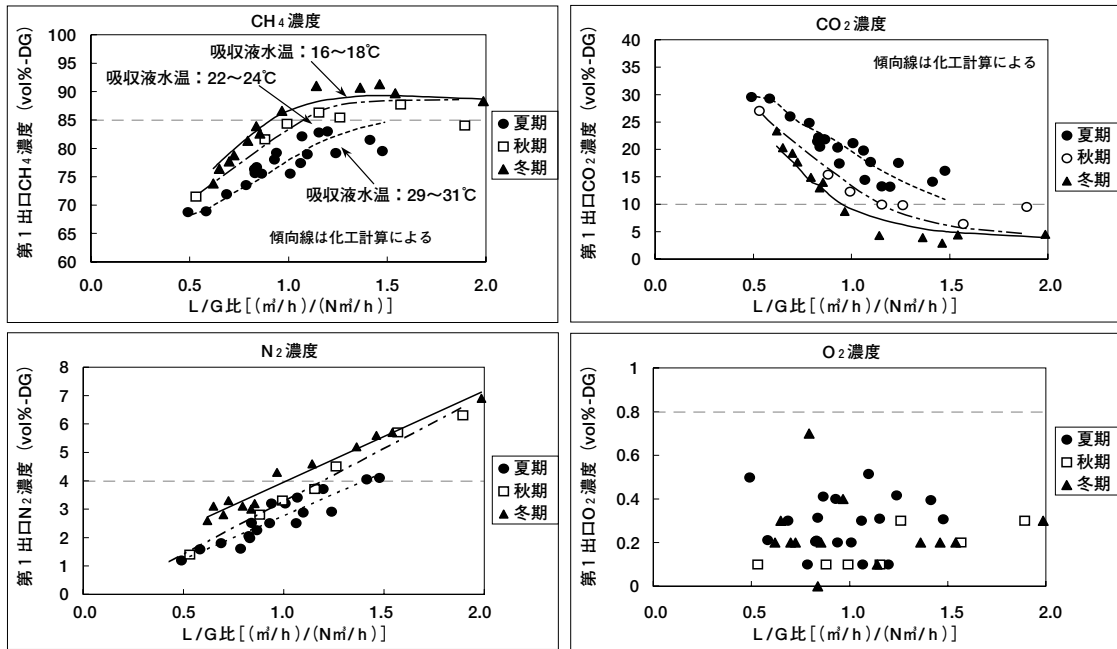 CH4濃度
第1出口CH4濃度 (vol%-DG)
100
95
90
85
80
75
70
65
60
吸収液水温：16～18℃
吸収液水温：22～24℃
吸収液水温：29～31℃
傾向線は化工計算による
0.0 0.5 1.0 1.5 2.0
L/G比[(㎥/h)/(N㎥/h)]
夏期
秋期
冬期
CO2濃度
第1出口CO2濃度 (vol%-DG)
40
35
30
25
20
15
10
5
0
傾向線は化工計算による
0.0 0.5 1.0 1.5 2.0
L/G比[(㎥/h)/(N㎥/h)]
夏期
秋期
冬期
N2濃度
第1出口N2濃度 (vol%-DG)
8
7
6
5
4
3
2
1
0
0.0 0.5 1.0 1.5 2.0
L/G比[(㎥/h)/(N㎥/h)]
夏期
秋期
冬期
O2濃度
第1出口O2濃度 (vol%-DG)
1
0.8
0.6
0.4
0.2
0
0.0 0.5 1.0 1.5 2.0
L/G比[(㎥/h)/(N㎥/h)]
夏期
秋期
冬期